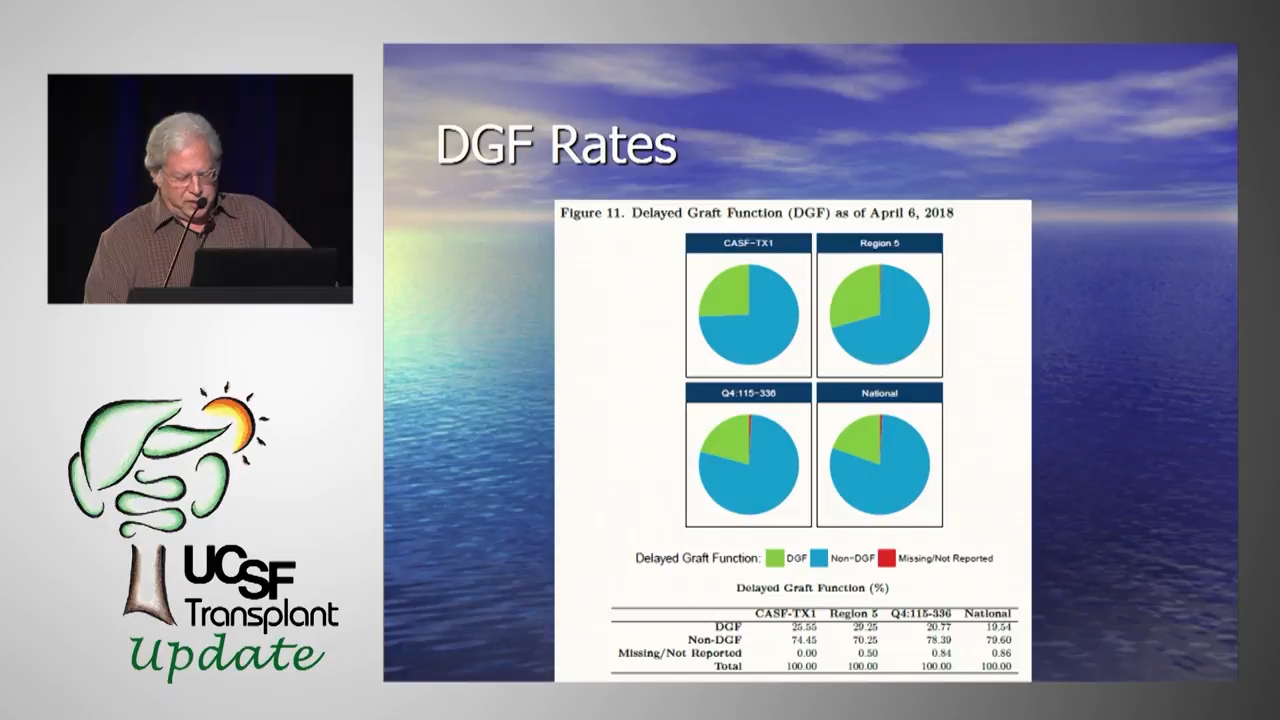 DGF Rates
Figure 11. Delayed Graft Function (DGF) as of April 6, 2018
CASF-TX1 Region 5
Q4:115-336 National
Delayed Graft Function: DGF Non-DGF Missing/Not Reported
Delayed Graft Function (%)
CASF-TX1 Region 5 Q4:115-336 National
DGF 25.55 29.25 20.77 19.54
Non-DGF 74.45 70.25 78.39 79.60
Missing/Not Reported 0.00 0.50 0.84 0.86
Total 100.00 100.00 100.00 100.00
UCSF
Transplant
Update